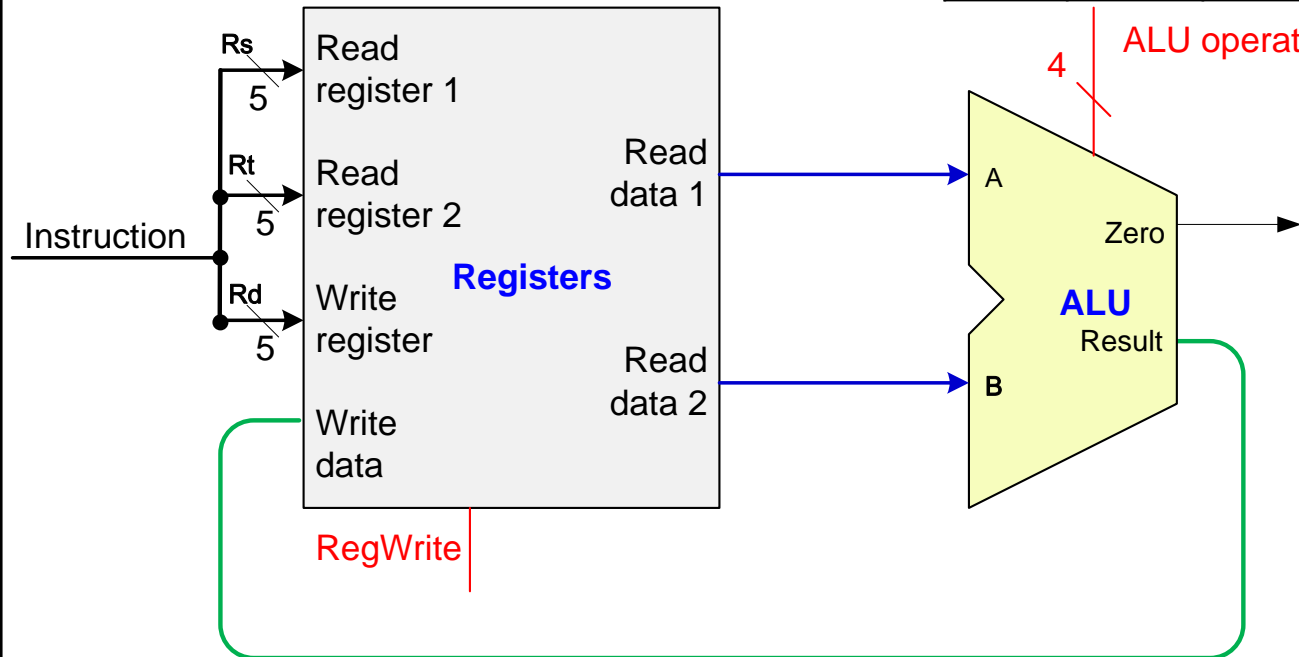 Rs
5
Read
register 1
Rt
5
Read
register 2
Instruction
Rd
5
Write
register
Write
data
Registers
Read
data 1
Read
data 2
RegWrite
4
ALU operat
A
B
Zero
ALU
Result